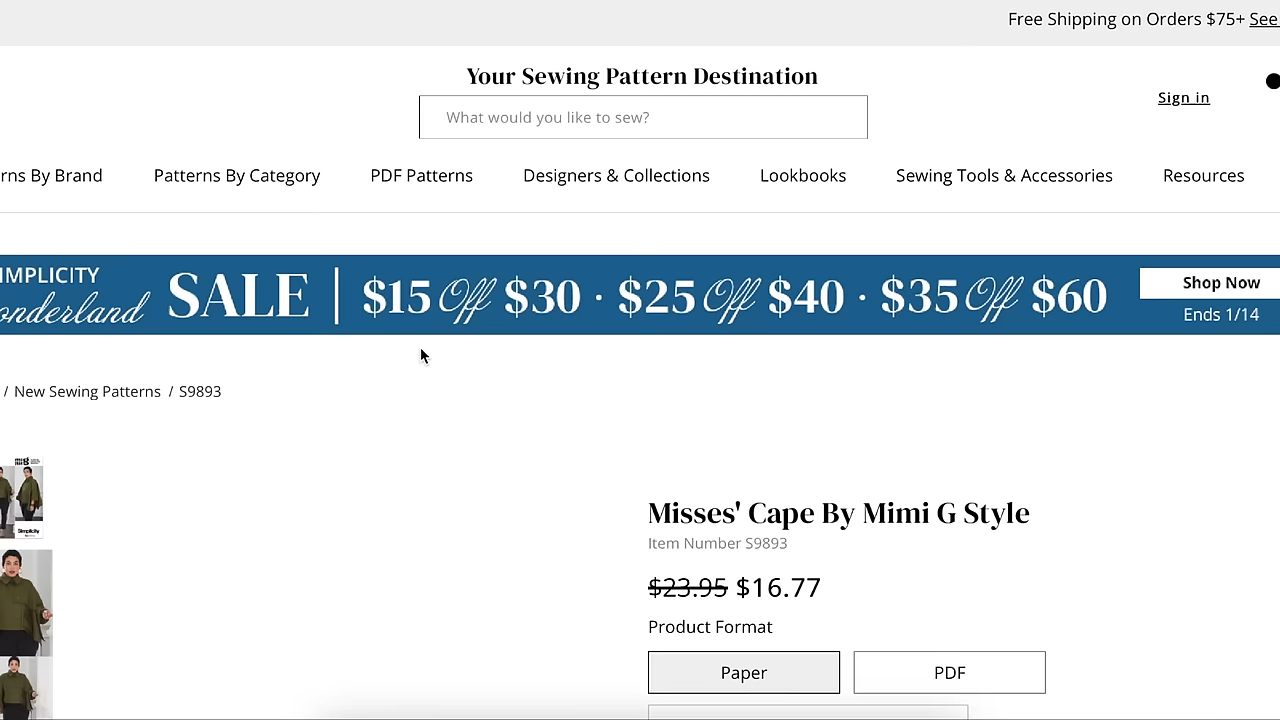 Free Shipping on Orders $75+ See
Your Sewing Pattern Destination
What would you like to sew?
Sign in
rns By Brand Patterns By Category PDF Patterns Designers & Collections Lookbooks Sewing Tools & Accessories Resources
IMPLICITY
onderland
SALE | $15 Off $30 · $25 Off $40 · $35 Off $60
Shop Now
Ends 1/14
/ New Sewing Patterns / S9893
Simplicity
Misses' Cape By Mimi G Style
Item Number S9893
$23.95 $16.77
Product Format
Paper PDF